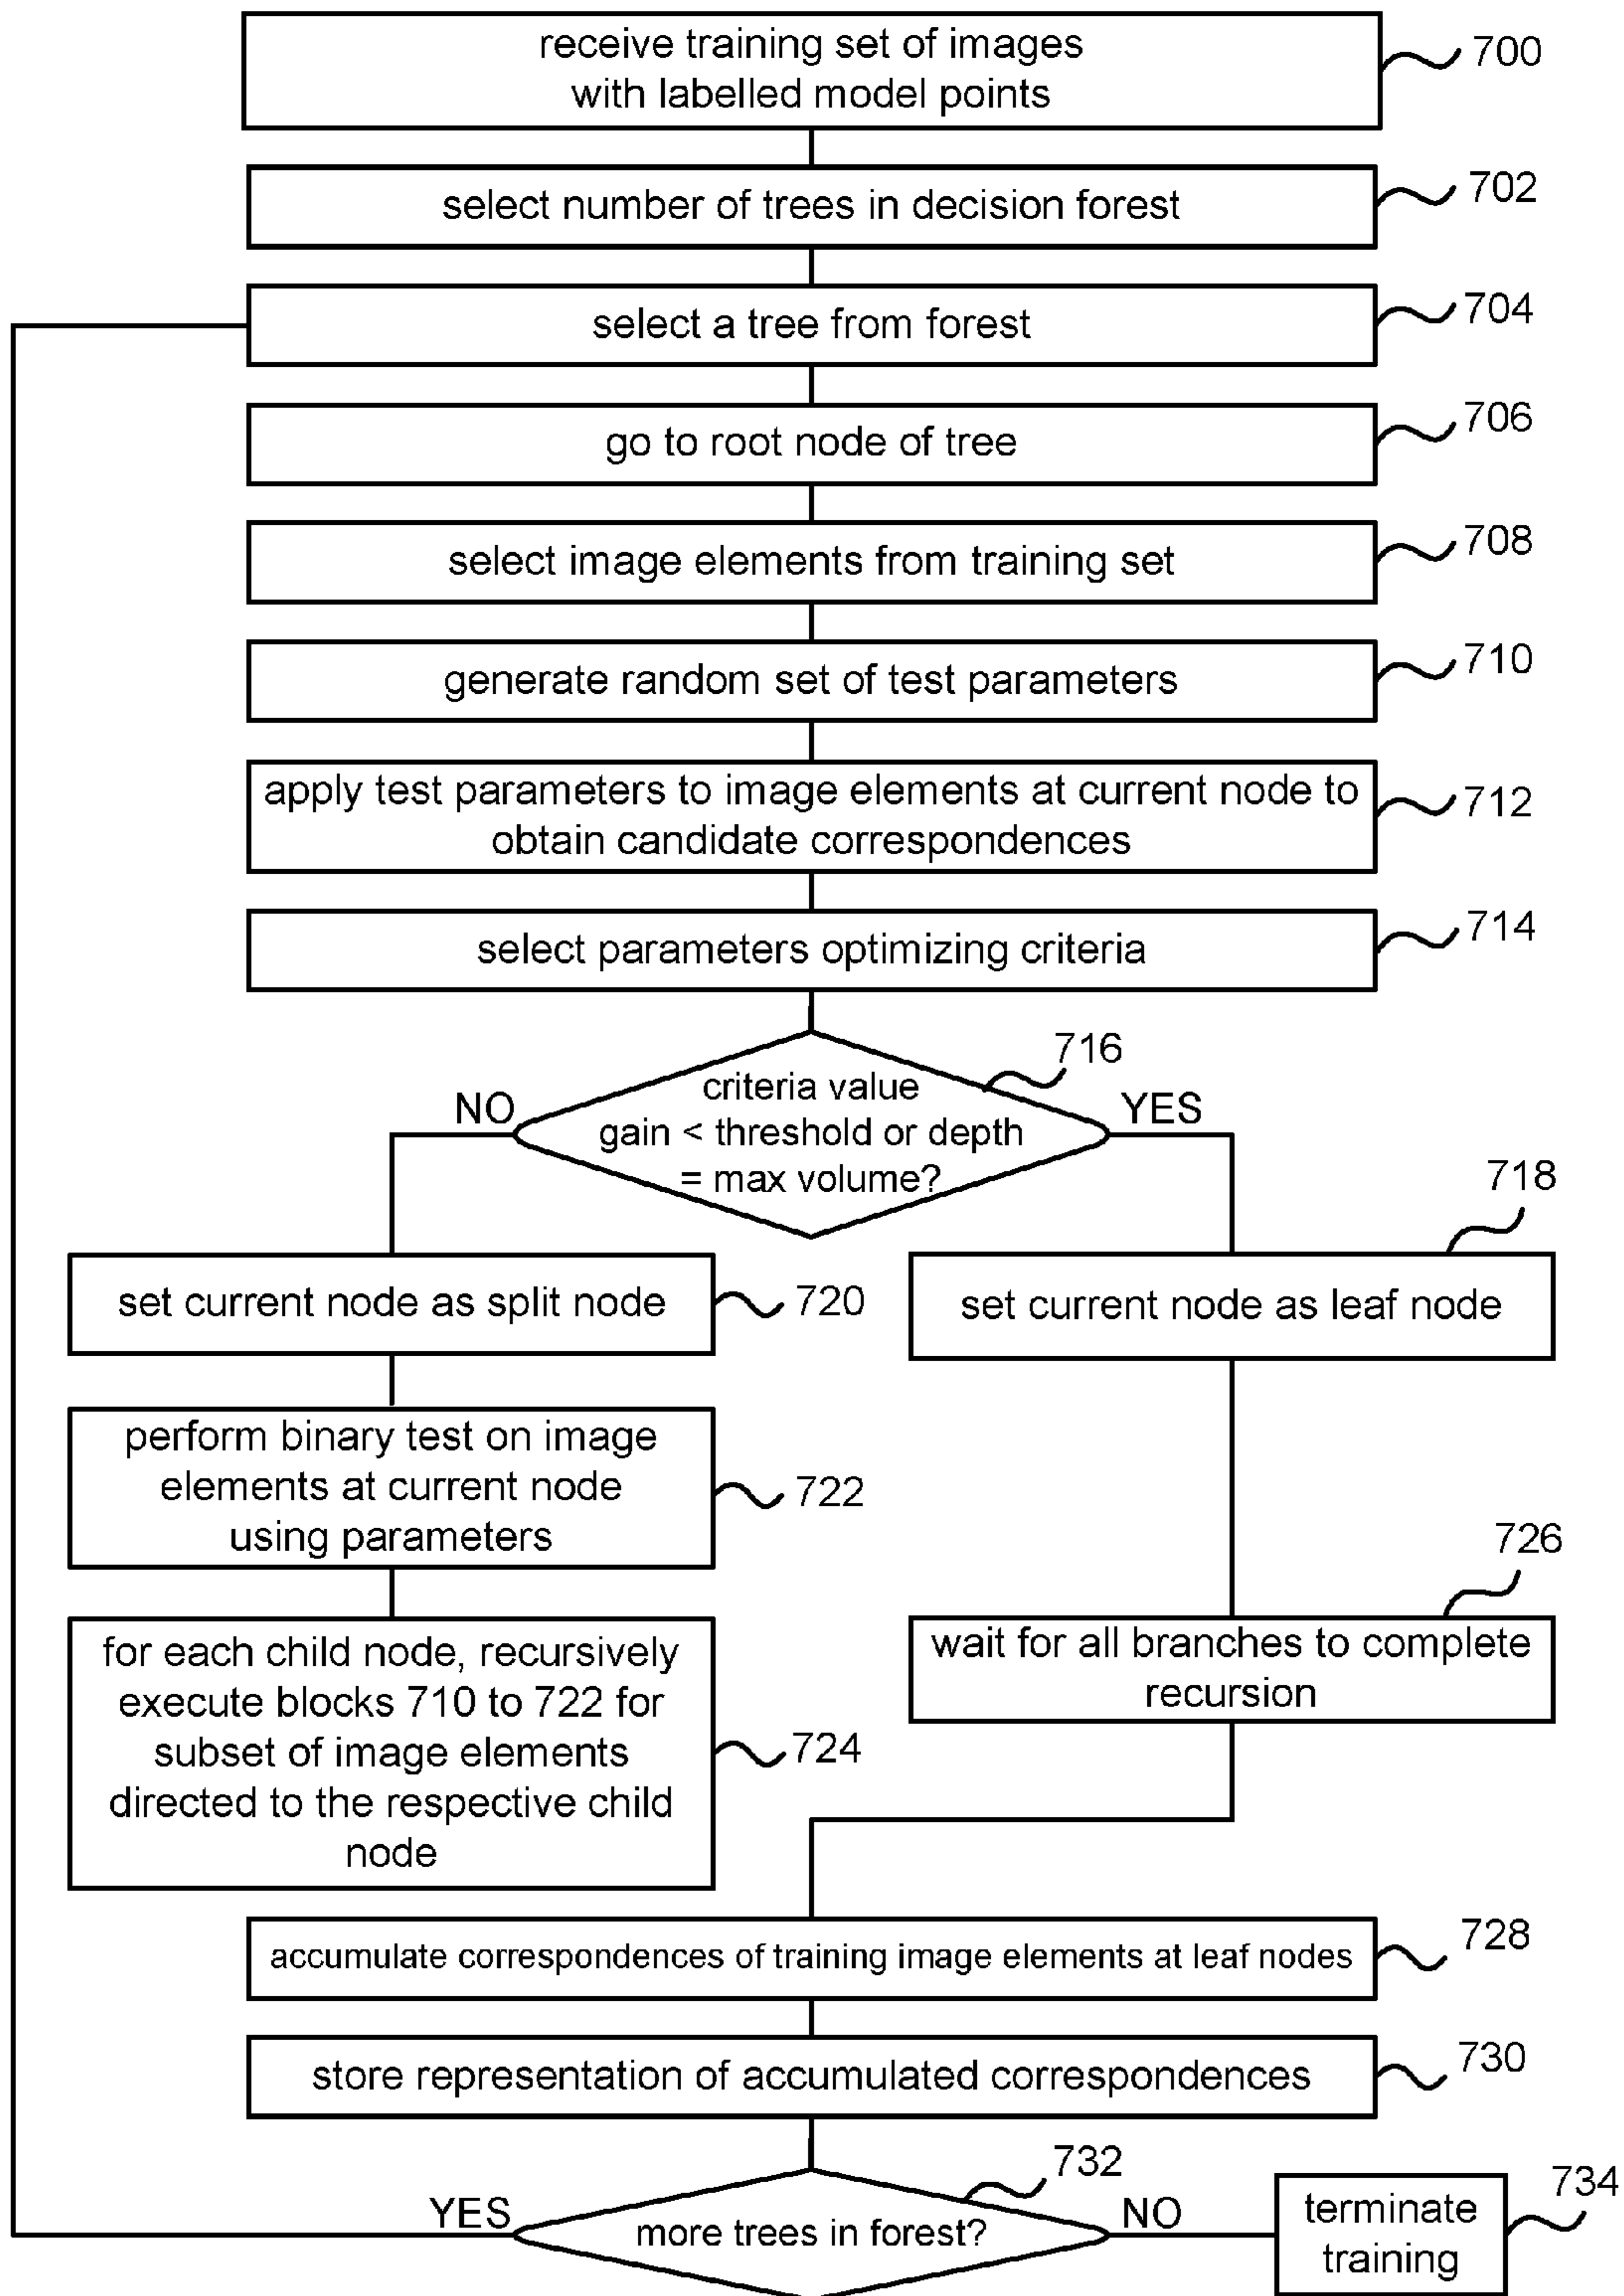 receive training set of images
with labelled model points
700
select number of trees in decision forest
702
select a tree from forest
704
go to root node of tree
706
select image elements from training set
708
generate random set of test parameters
710
apply test parameters to image elements at current node to
obtain candidate correspondences
712
select parameters optimizing criteria
714
716
criteria value
gain < threshold or depth
= max volume?
NO
YES
718
set current node as split node
720
set current node as leaf node
perform binary test on image
elements at current node
using parameters
722
726
for each child node, recursively
execute blocks 710 to 722 for
subset of image elements
directed to the respective child
node
724
wait for all branches to complete
recursion
accumulate correspondences of training image elements at leaf nodes
728
store representation of accumulated correspondences
730
732
YES
more trees in forest?
NO
terminate
training
734